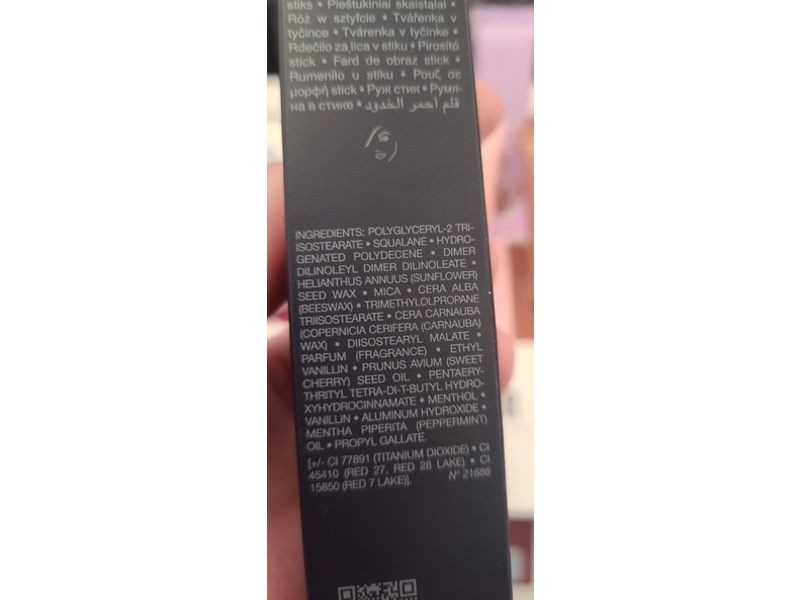 stiks • Pieštukiniai skaistalai •
Róż w sztyfcie • Tvářenka v
tyčince • Tvárenka v tyčinke •
Rdečilo za lica v stiku • Pirosító
stick • Fard de obraz stick •
Rumenilo u stiku • Ρουζ σε
μορφή stick • Руж стик • Румя-
на в стике • قلم أحمر الخدود
INGREDIENTS: POLYGLYCERYL-2 TRI-
ISOSTEARATE • SQUALANE • HYDRO-
GENATED POLYDECENE • DIMER
DILINOLEYL DIMER DILINOLEATE •
HELIANTHUS ANNUUS (SUNFLOWER)
SEED WAX • MICA • CERA ALBA
(BEESWAX) • TRIMETHYLOLPROPANE
TRIISOSTEARATE • CERA CARNAUBA
(COPERNICIA CERIFERA (CARNAUBA)
WAX) • DIISOSTEARYL MALATE •
PARFUM (FRAGRANCE) • ETHYL
VANILLIN • PRUNUS AVIUM (SWEET
CHERRY) SEED OIL • PENTAERY-
THRITYL TETRA-DI-T-BUTYL HYDRO-
XYHYDROCINNAMATE • MENTHOL •
VANILLIN • ALUMINUM HYDROXIDE •
MENTHA PIPERITA (PEPPERMINT)
OIL • PROPYL GALLATE.
[+/- CI 77891 (TITANIUM DIOXIDE) • CI
45410 (RED 27, RED 28 LAKE) • CI
15850 (RED 7 LAKE)]. N° 21686